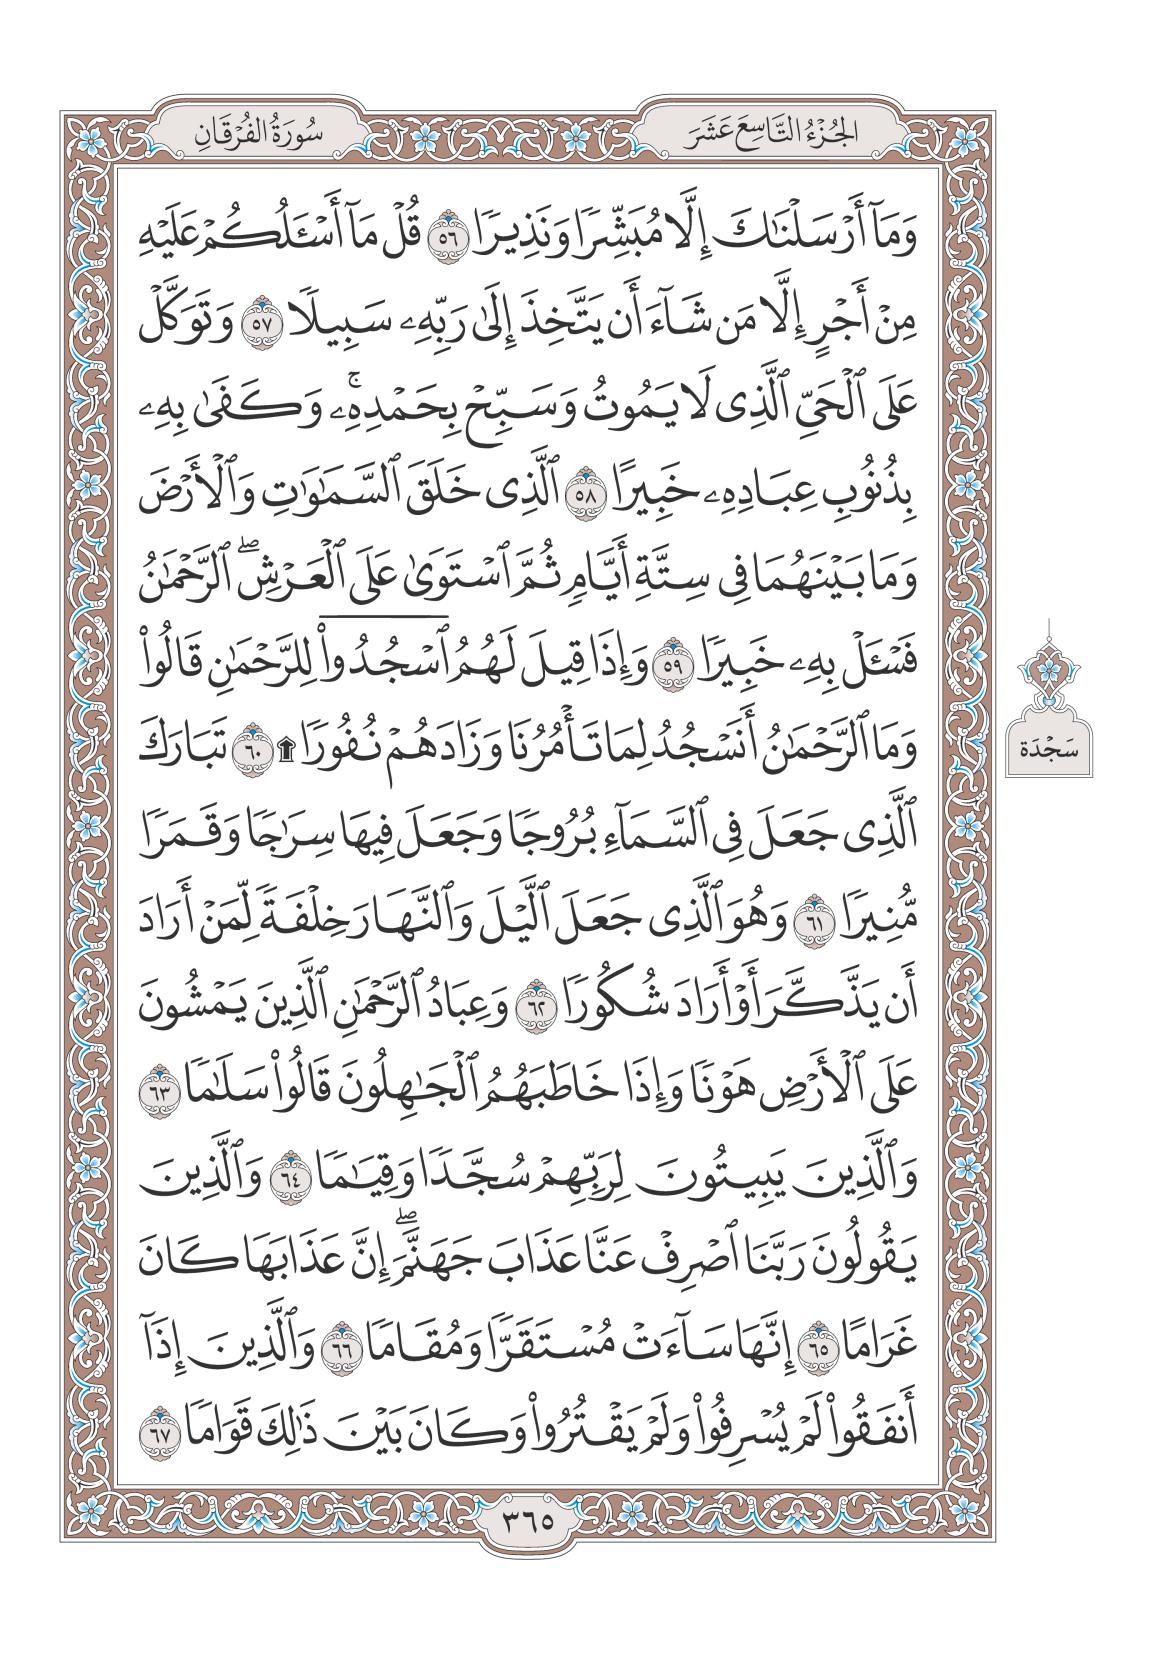 الجُزْءُ التَّاسِعَ عَشَرَ
سُورَةُ الفُرْقَانِ
وَمَآ أَرْسَلْنَٰكَ إِلَّا مُبَشِّرًا وَنَذِيرًا ٥٦ قُلْ مَآ أَسْـَٔلُكُمْ عَلَيْهِ
مِنْ أَجْرٍ إِلَّا مَن شَآءَ أَن يَتَّخِذَ إِلَىٰ رَبِّهِۦ سَبِيلًا ٥٧ وَتَوَكَّلْ
عَلَى ٱلْحَىِّ ٱلَّذِى لَا يَمُوتُ وَسَبِّحْ بِحَمْدِهِۦۚ وَكَفَىٰ بِهِۦ
بِذُنُوبِ عِبَادِهِۦ خَبِيرًا ٥٨ ٱلَّذِى خَلَقَ ٱلسَّمَٰوَٰتِ وَٱلْأَرْضَ
وَمَا بَيْنَهُمَا فِى سِتَّةِ أَيَّامٍ ثُمَّ ٱسْتَوَىٰ عَلَى ٱلْعَرْشِۖ ٱلرَّحْمَٰنُ
فَسْـَٔلْ بِهِۦ خَبِيرًا ٥٩ وَإِذَا قِيلَ لَهُمُ ٱسْجُدُوا۟ لِلرَّحْمَٰنِ قَالُوا۟
وَمَا ٱلرَّحْمَٰنُ أَنَسْجُدُ لِمَا تَأْمُرُنَا وَزَادَهُمْ نُفُورًا ۩ ٦٠ تَبَارَكَ
سَجْدَة
ٱلَّذِى جَعَلَ فِى ٱلسَّمَآءِ بُرُوجًا وَجَعَلَ فِيهَا سِرَٰجًا وَقَمَرًا
مُّنِيرًا ٦١ وَهُوَ ٱلَّذِى جَعَلَ ٱلَّيْلَ وَٱلنَّهَارَ خِلْفَةً لِّمَنْ أَرَادَ
أَن يَذَّكَّرَ أَوْ أَرَادَ شُكُورًا ٦٢ وَعِبَادُ ٱلرَّحْمَٰنِ ٱلَّذِينَ يَمْشُونَ
عَلَى ٱلْأَرْضِ هَوْنًا وَإِذَا خَاطَبَهُمُ ٱلْجَٰهِلُونَ قَالُوا۟ سَلَٰمًا ٦٣
وَٱلَّذِينَ يَبِيتُونَ لِرَبِّهِمْ سُجَّدًا وَقِيَٰمًا ٦٤ وَٱلَّذِينَ
يَقُولُونَ رَبَّنَا ٱصْرِفْ عَنَّا عَذَابَ جَهَنَّمَۖ إِنَّ عَذَابَهَا كَانَ
غَرَامًا ٦٥ إِنَّهَا سَآءَتْ مُسْتَقَرًّا وَمُقَامًا ٦٦ وَٱلَّذِينَ إِذَآ
أَنفَقُوا۟ لَمْ يُسْرِفُوا۟ وَلَمْ يَقْتُرُوا۟ وَكَانَ بَيْنَ ذَٰلِكَ قَوَامًا ٦٧
٣٦٥